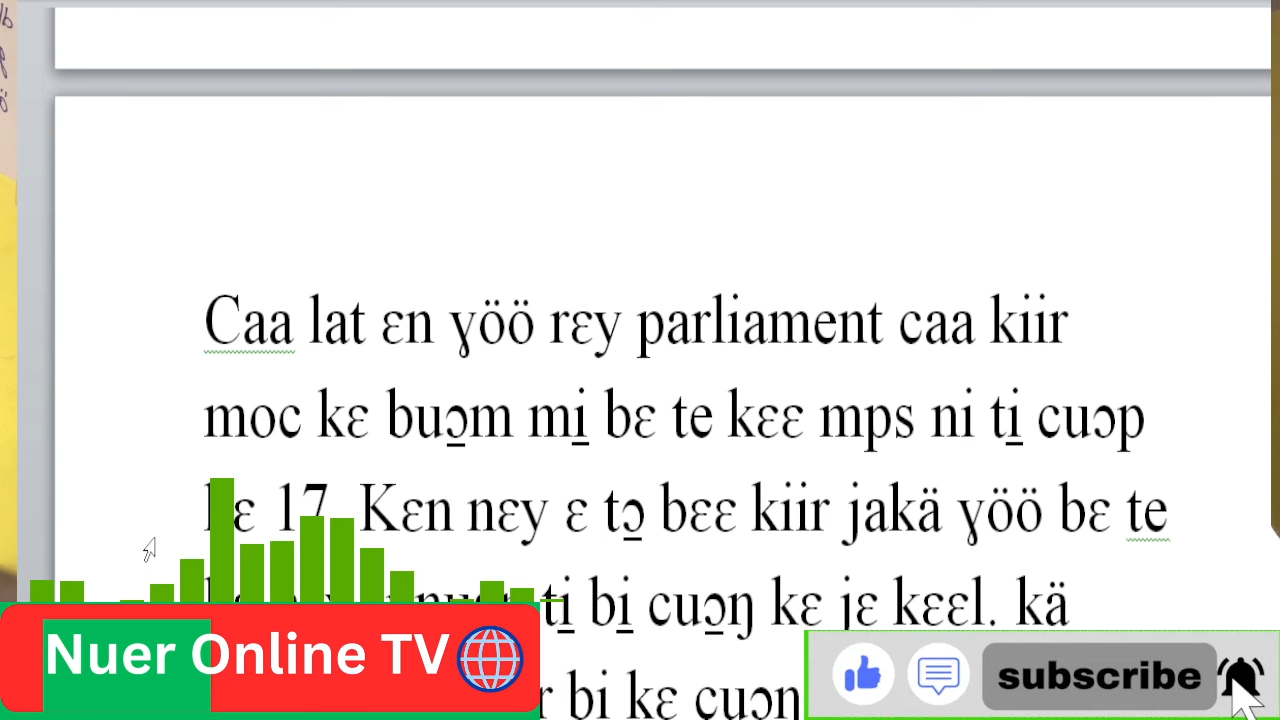 Caa lat ɛn ɣöö rɛy parliament caa kiir
moc kɛ buɔ̱m mi̱ bɛ te kɛɛ mps ni ti̱ cuɔp
17. Kɛn nɛy ɛ tɔ̱ bɛɛ kiir jakä ɣöö bɛ te
ti̱ bi̱ cuɔ̱ŋ kɛ jɛ kɛɛl. kä
bi kɛ cuɔŋ
Nuer Online TV
subscribe